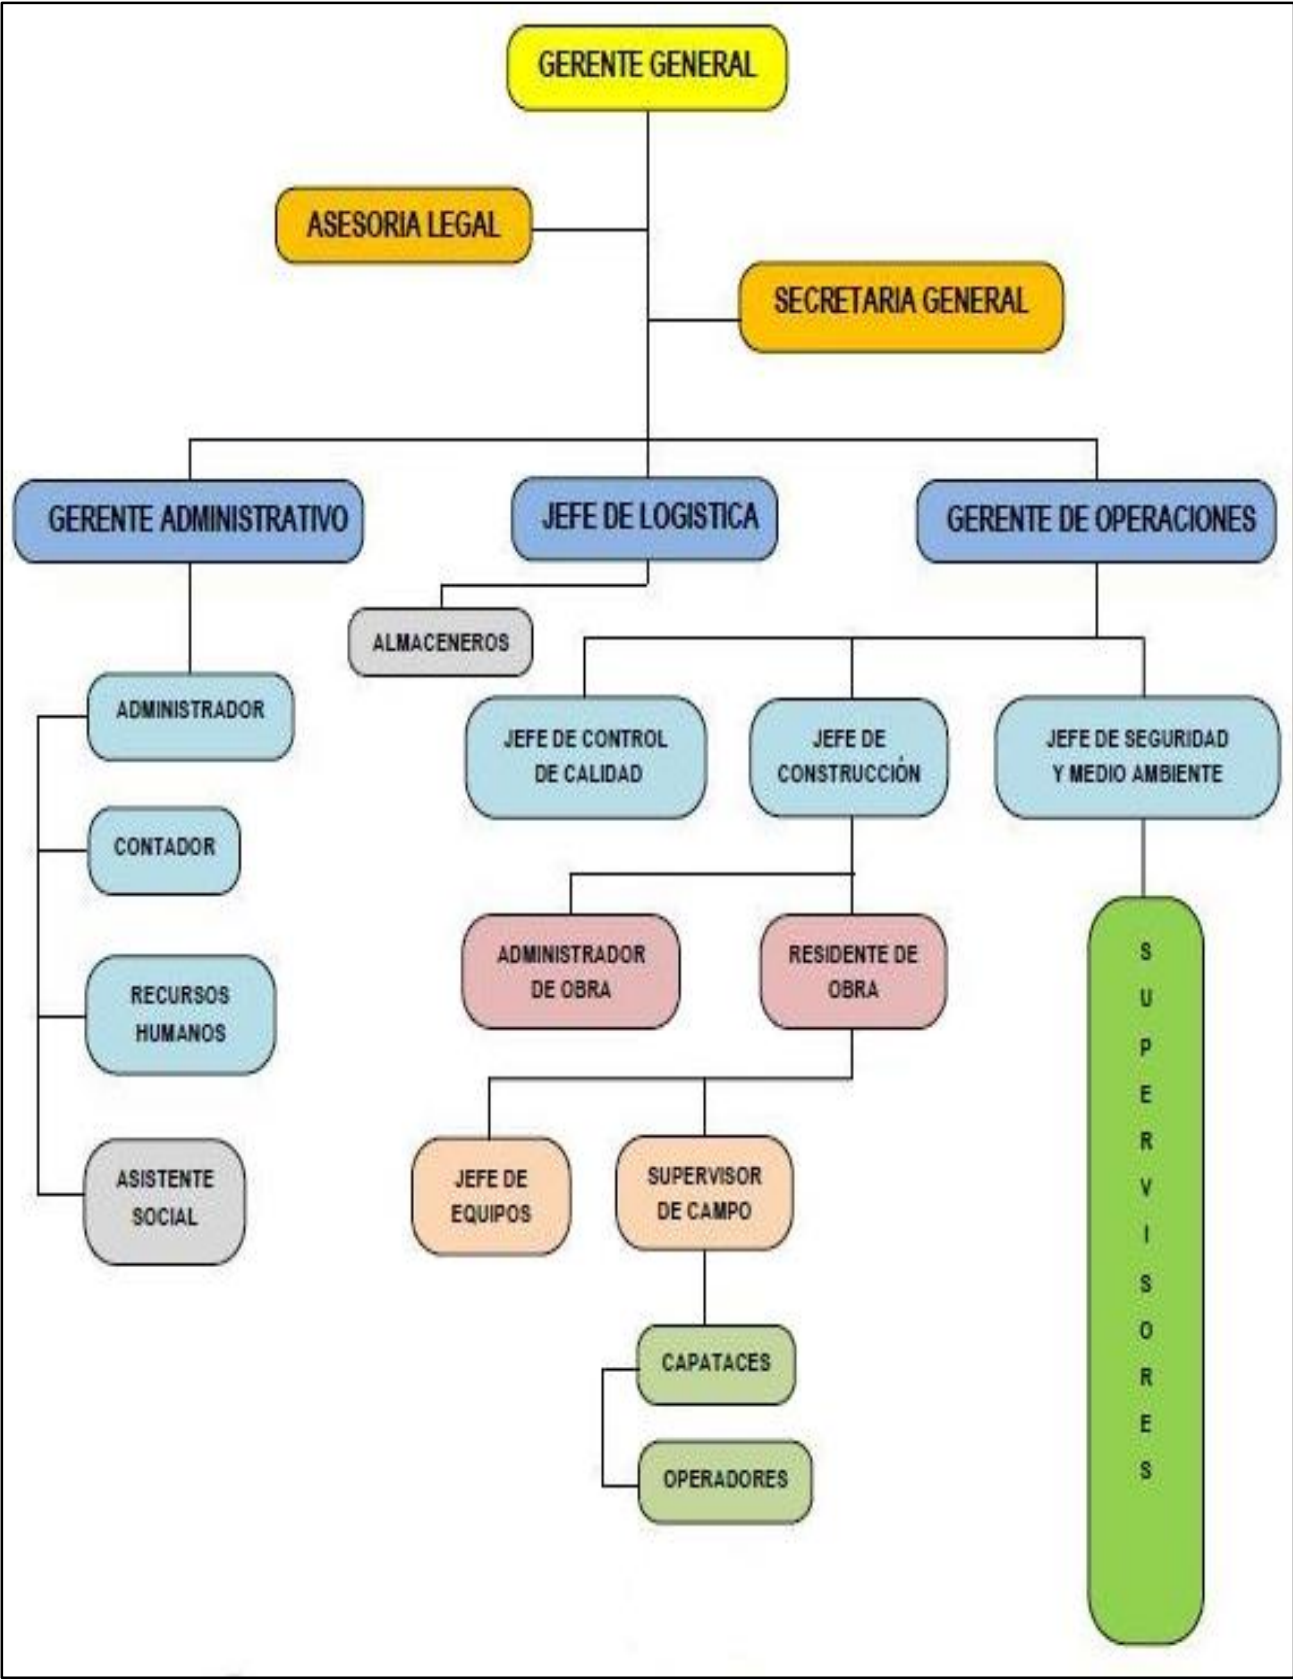 GERENTE GENERAL
ASESORIA LEGAL
SECRETARIA GENERAL
GERENTE ADMINISTRATIVO
JEFE DE LOGISTICA
GERENTE DE OPERACIONES
ALMACENEROS
ADMINISTRADOR
JEFE DE CONTROL
DE CALIDAD
JEFE DE
CONSTRUCCIÓN
JEFE DE SEGURIDAD
Y MEDIO AMBIENTE
CONTADOR
ADMINISTRADOR
DE OBRA
RESIDENTE DE
OBRA
RECURSOS
HUMANOS
ASISTENTE
SOCIAL
JEFE DE
EQUIPOS
SUPERVISOR
DE CAMPO
CAPATACES
OPERADORES
S
U
P
E
R
V
I
S
O
R
E
S